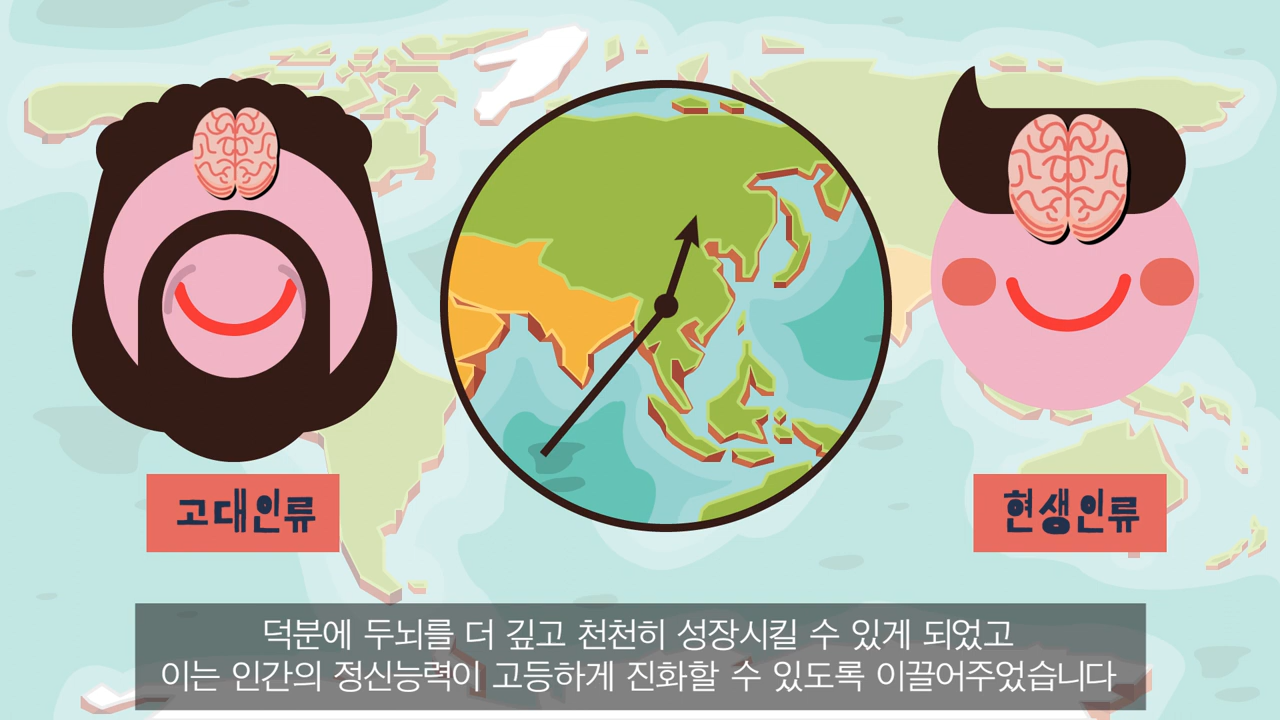 고대인류
현생인류
덕분에 두뇌를 더 깊고 천천히 성장시킬 수 있게 되었고
이는 인간의 정신능력이 고등하게 진화할 수 있도록 이끌어주었습니다